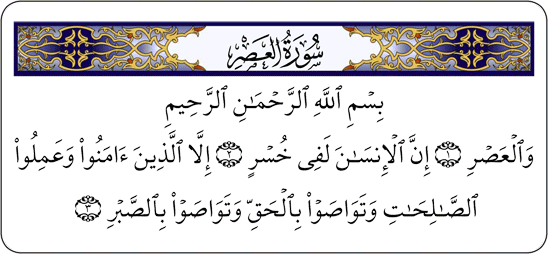 سُورَةُ العَصْرِ
بِسْمِ ٱللَّهِ ٱلرَّحْمَـٰنِ ٱلرَّحِيمِ
وَٱلْعَصْرِ ۝١ إِنَّ ٱلْإِنسَـٰنَ لَفِى خُسْرٍ ۝٢ إِلَّا ٱلَّذِينَ ءَامَنُوا۟ وَعَمِلُوا۟
ٱلصَّـٰلِحَـٰتِ وَتَوَاصَوْا۟ بِٱلْحَقِّ وَتَوَاصَوْا۟ بِٱلصَّبْرِ ۝٣